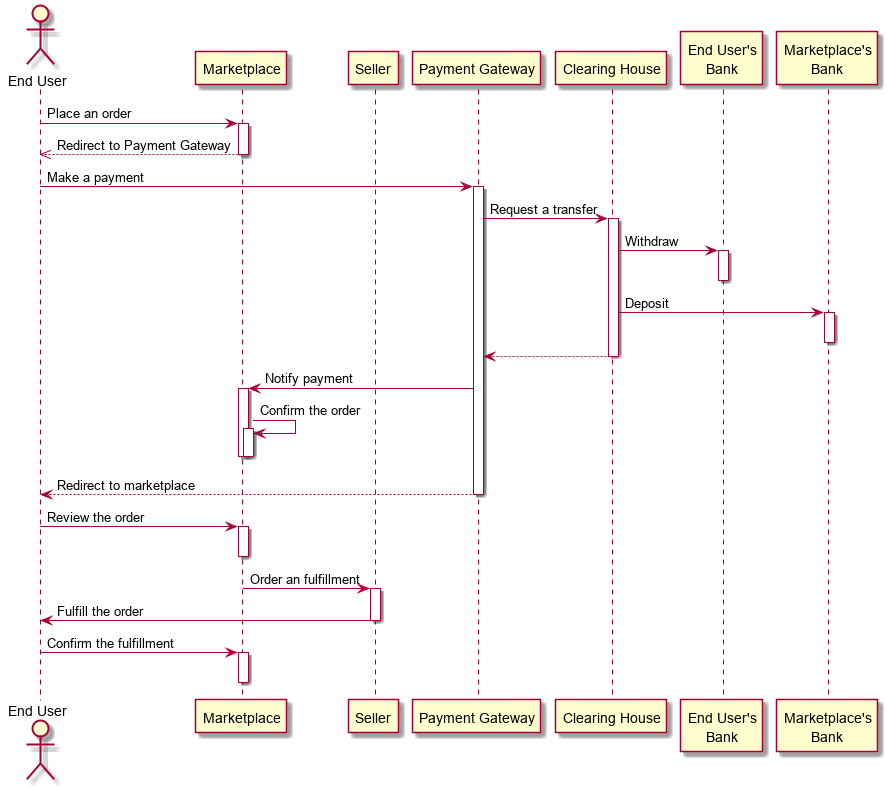 End User
Marketplace
Seller
Payment Gateway
Clearing House
End User's
Bank
Marketplace's
Bank
Place an order
Redirect to Payment Gateway
Make a payment
Request a transfer
Withdraw
Deposit
Notify payment
Confirm the order
Redirect to marketplace
Review the order
Order an fulfillment
Fulfill the order
Confirm the fulfillment
End User
Marketplace
Seller
Payment Gateway
Clearing House
End User's
Bank
Marketplace's
Bank